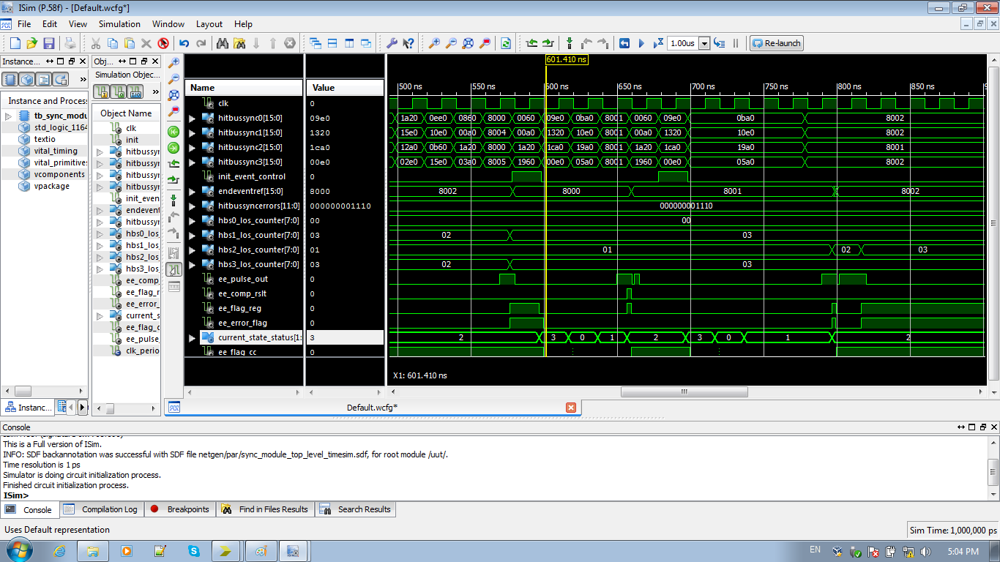 ISim (P.58f) - [Default.wcfg*]
File Edit View Simulation Window Layout Help
1.00us Re-launch
Instance... Obj...
Simulation Objec...
Instance and Process Object Name
tb_sync_modu
std_logic_1164
textio
vital_timing
vital_primitives
vcomponents
vpackage
clk
init
hitbussyn
hitbussyn
hitbussyn
hitbussyn
init_even
endevent
hitbussyn
hbs0_los_
hbs1_los_
hbs2_los_
hbs3_los_
ee_comp_
ee_flag_r
ee_error_
current_s
ee_flag_c
ee_pulse_
clk_perio
601.410 ns
Name Value 500 ns 550 ns 600 ns 650 ns 700 ns 750 ns 800 ns 850 ns
clk 0
hitbussync0[15:0] 09e0 1a20 0ee0 0860 8000 0060 09e0 0ba0 8001 0060 09e0 0ba0 8002
hitbussync1[15:0] 1320 15e0 10e0 00a0 8004 00a0 1320 10e0 8001 00a0 1320 10e0 8002
hitbussync2[15:0] 1ca0 12a0 0b60 1a20 8000 1a20 1ca0 19a0 8001 1a20 1ca0 19a0 8001
hitbussync3[15:0] 00e0 02e0 15e0 03a0 8005 1960 00e0 05a0 8001 1960 00e0 05a0 8002
init_event_control 0
endeventref[15:0] 8000 8002 8000 8001 8002
hitbussyncerrors[11:0] 000000001110 000000001110
hbs0_los_counter[7:0] 00 00
hbs1_los_counter[7:0] 03 02 03
hbs2_los_counter[7:0] 01 01 02 03
hbs3_los_counter[7:0] 03 02 03
ee_pulse_out 0
ee_comp_rslt 0
ee_flag_reg 0
ee_error_flag 0
current_state_status[1: 3 2 3 0 1 2 3 0 1 2
ee_flag_cc 0
X1: 601.410 ns
Instanc... Default.wcfg*
Console
This is a Full version of ISim.
INFO: SDF backannotation was successful with SDF file netgen/par/sync_module_top_level_timesim.sdf, for root module /uut/.
Time resolution is 1 ps
Simulator is doing circuit initialization process.
Finished circuit initialization process.
ISim>
Console Compilation Log Breakpoints Find in Files Results Search Results
Uses Default representation Sim Time: 1,000,000 ps
EN 5:04 PM